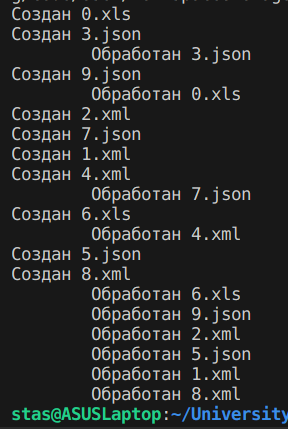 Создан 0.xls
Создан 3.json
Обработан 3.json
Создан 9.json
Обработан 0.xls
Создан 2.xml
Создан 7.json
Создан 1.xml
Создан 4.xml
Обработан 7.json
Создан 6.xls
Обработан 4.xml
Создан 5.json
Создан 8.xml
Обработан 6.xls
Обработан 9.json
Обработан 2.xml
Обработан 5.json
Обработан 1.xml
Обработан 8.xml
stas@ASUSLaptop:~/University